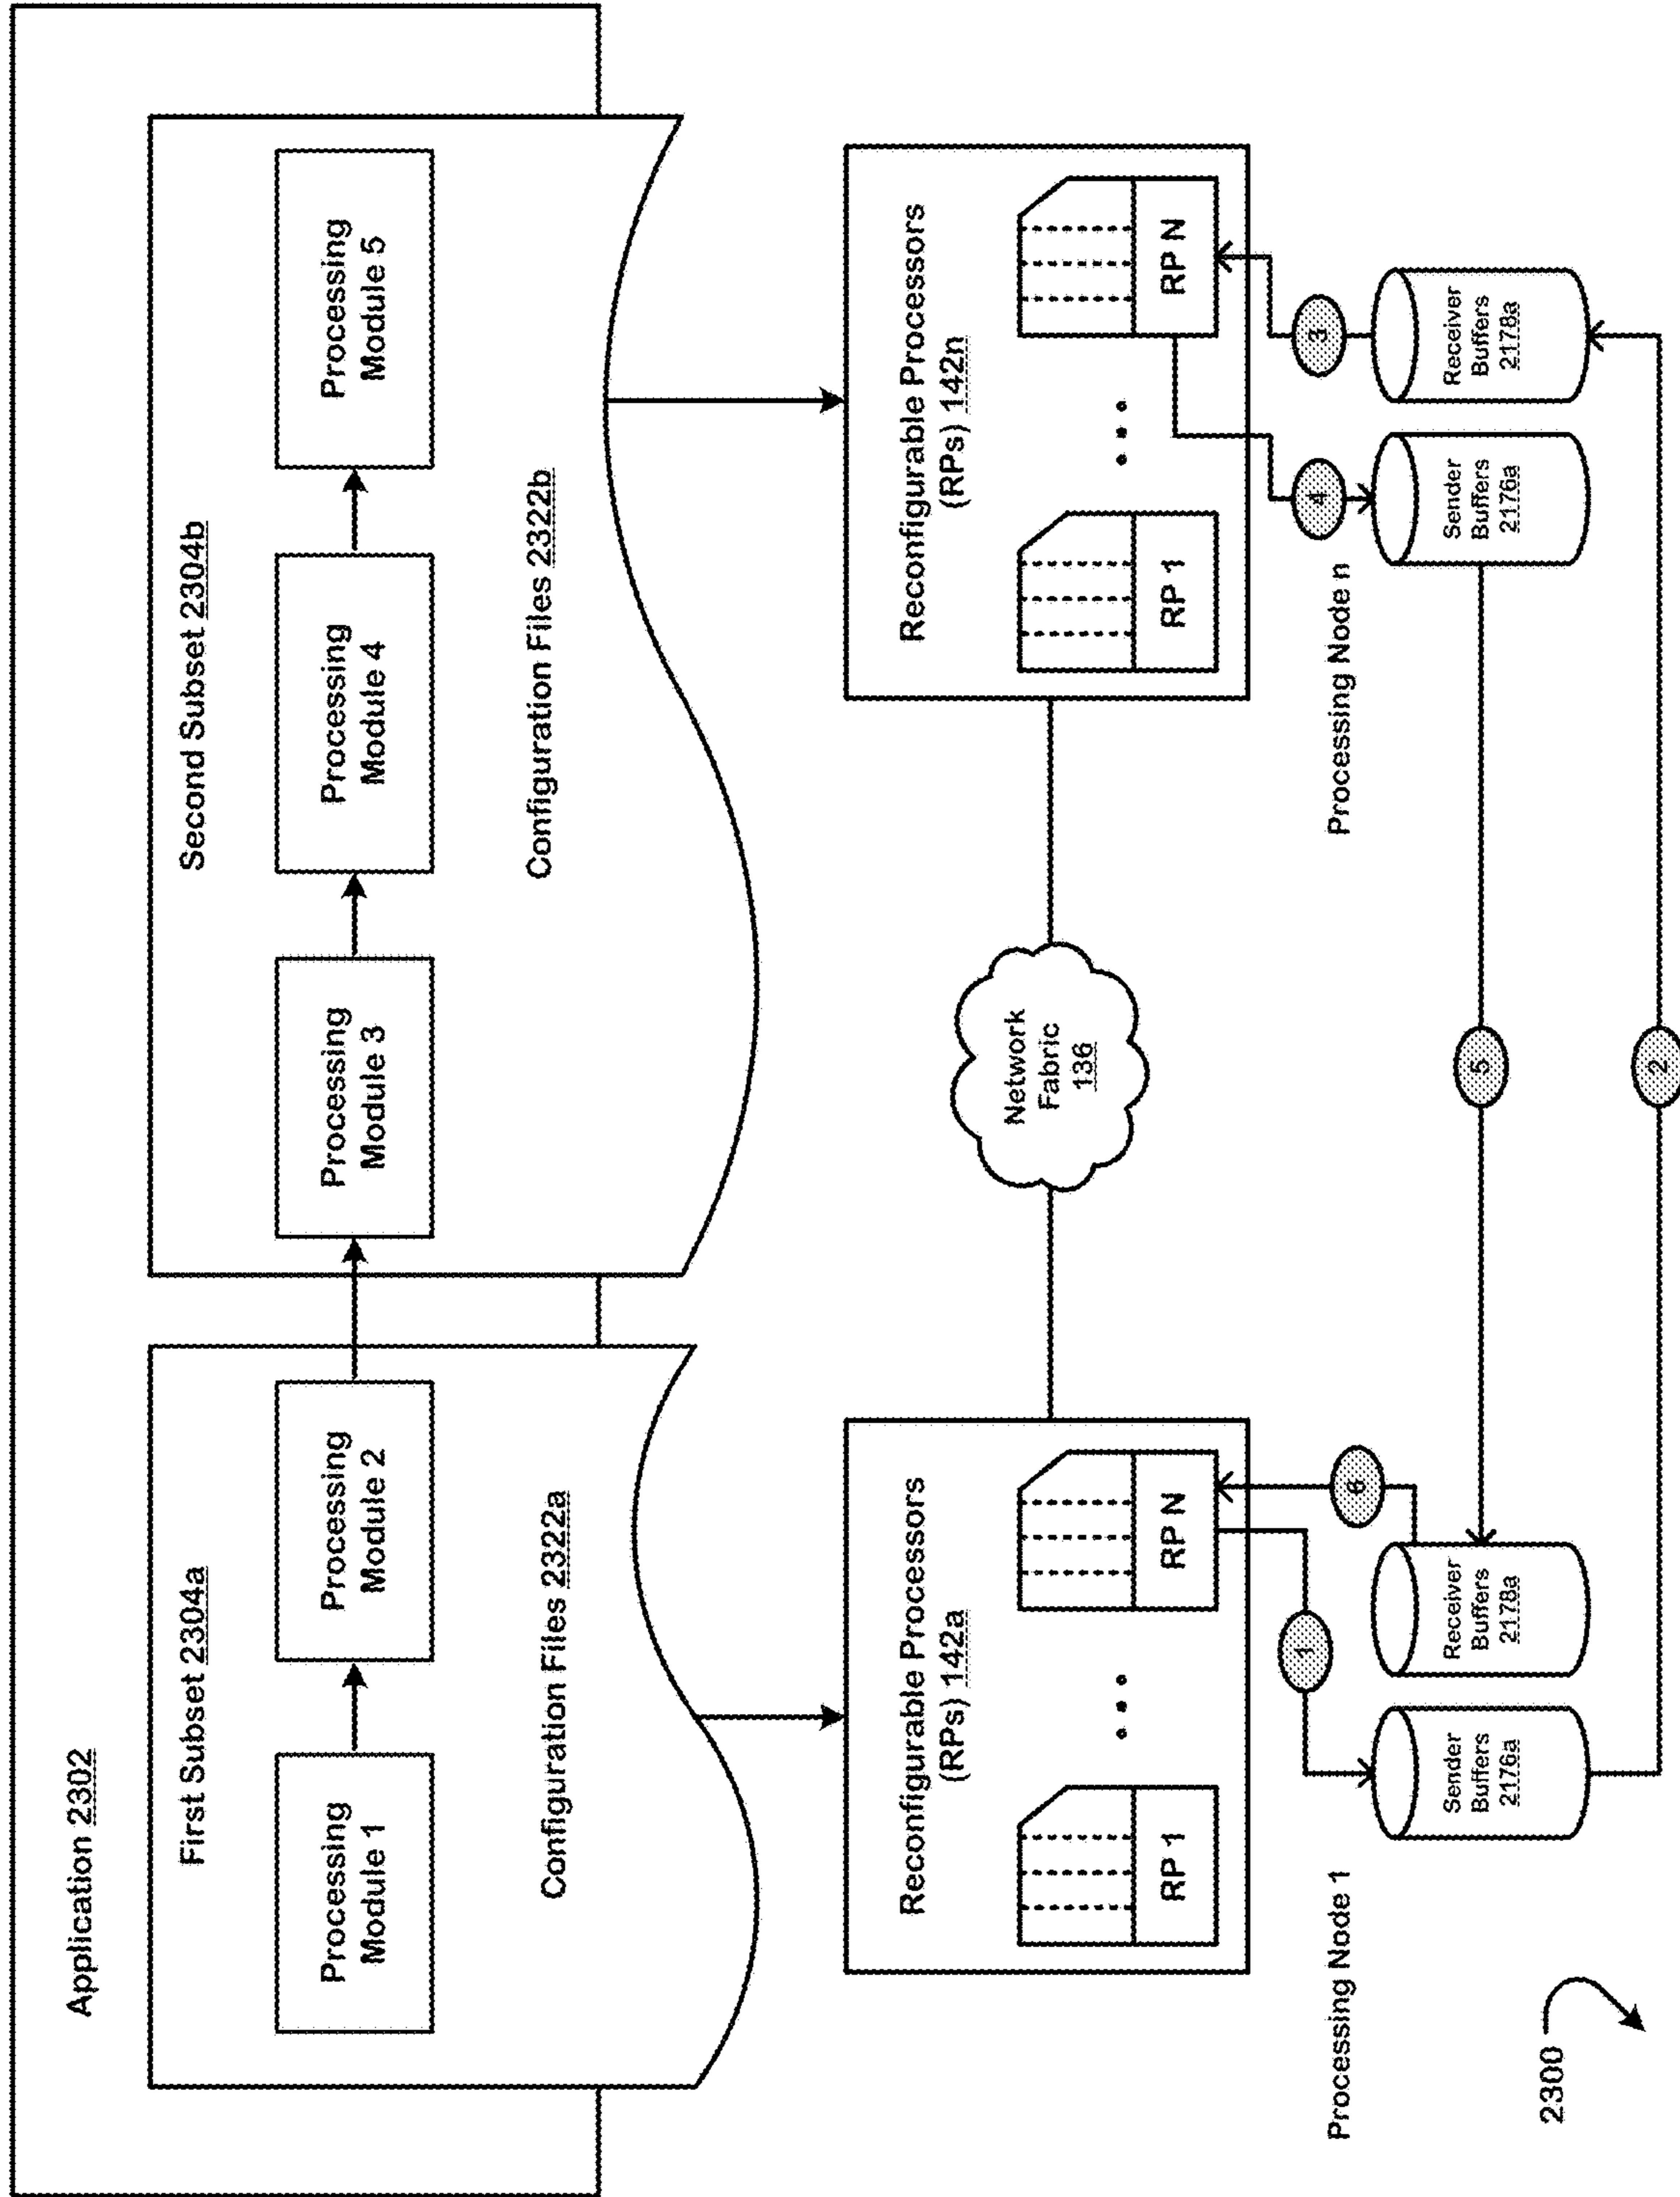 Application 2302
First Subset 2304a
Processing
Module 1
Processing
Module 2
Configuration Files 2322a
Second Subset 2304b
Processing
Module 3
Processing
Module 4
Processing
Module 5
Configuration Files 2322b
Reconfigurable Processors
(RPs) 142a
RP 1
RP N
Network
Fabric
136
Reconfigurable Processors
(RPs) 142n
RP 1
RP N
Processing Node 1
1
6
Sender
Buffers
2176a
Receiver
Buffers
2178a
5
2
Processing Node n
4
3
Sender
Buffers
2176a
Receiver
Buffers
2178a
2300